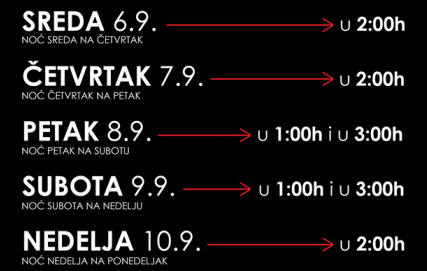 SREDA 6.9. u 2:00h
NOĆ SREDA NA ČETVRTAK
ČETVRTAK 7.9. u 2:00h
NOĆ ČETVRTAK NA PETAK
PETAK 8.9. u 1:00h i u 3:00h
NOĆ PETAK NA SUBOTU
SUBOTA 9.9. u 1:00h i u 3:00h
NOĆ SUBOTA NA NEDELJU
NEDELJA 10.9. u 2:00h
NOĆ NEDELJA NA PONEDELJAK